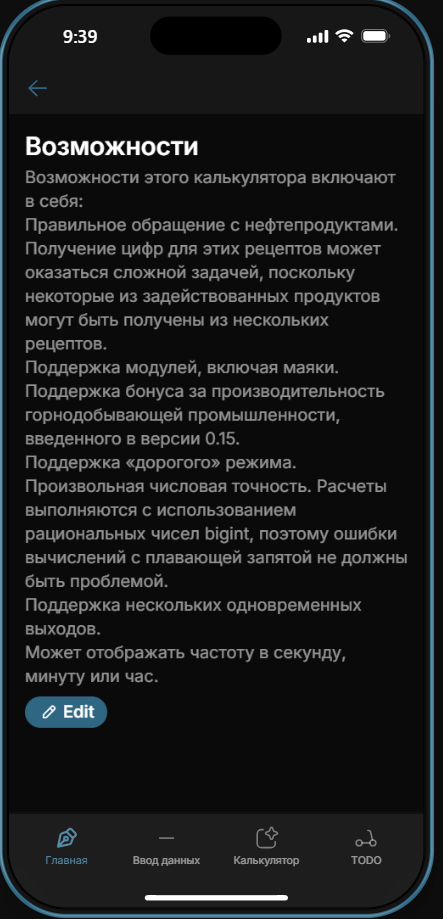 9:39
Возможности
Возможности этого калькулятора включают
в себя:
Правильное обращение с нефтепродуктами.
Получение цифр для этих рецептов может
оказаться сложной задачей, поскольку
некоторые из задействованных продуктов
могут быть получены из нескольких
рецептов.
Поддержка модулей, включая маяки.
Поддержка бонуса за производительность
горнодобывающей промышленности,
введенного в версии 0.15.
Поддержка «дорогого» режима.
Произвольная числовая точность. Расчеты
выполняются с использованием
рациональных чисел bigint, поэтому ошибки
вычислений с плавающей запятой не должны
быть проблемой.
Поддержка нескольких одновременных
выходов.
Может отображать частоту в секунду,
минуту или час.
Edit
Главная Ввод данных Калькулятор TODO